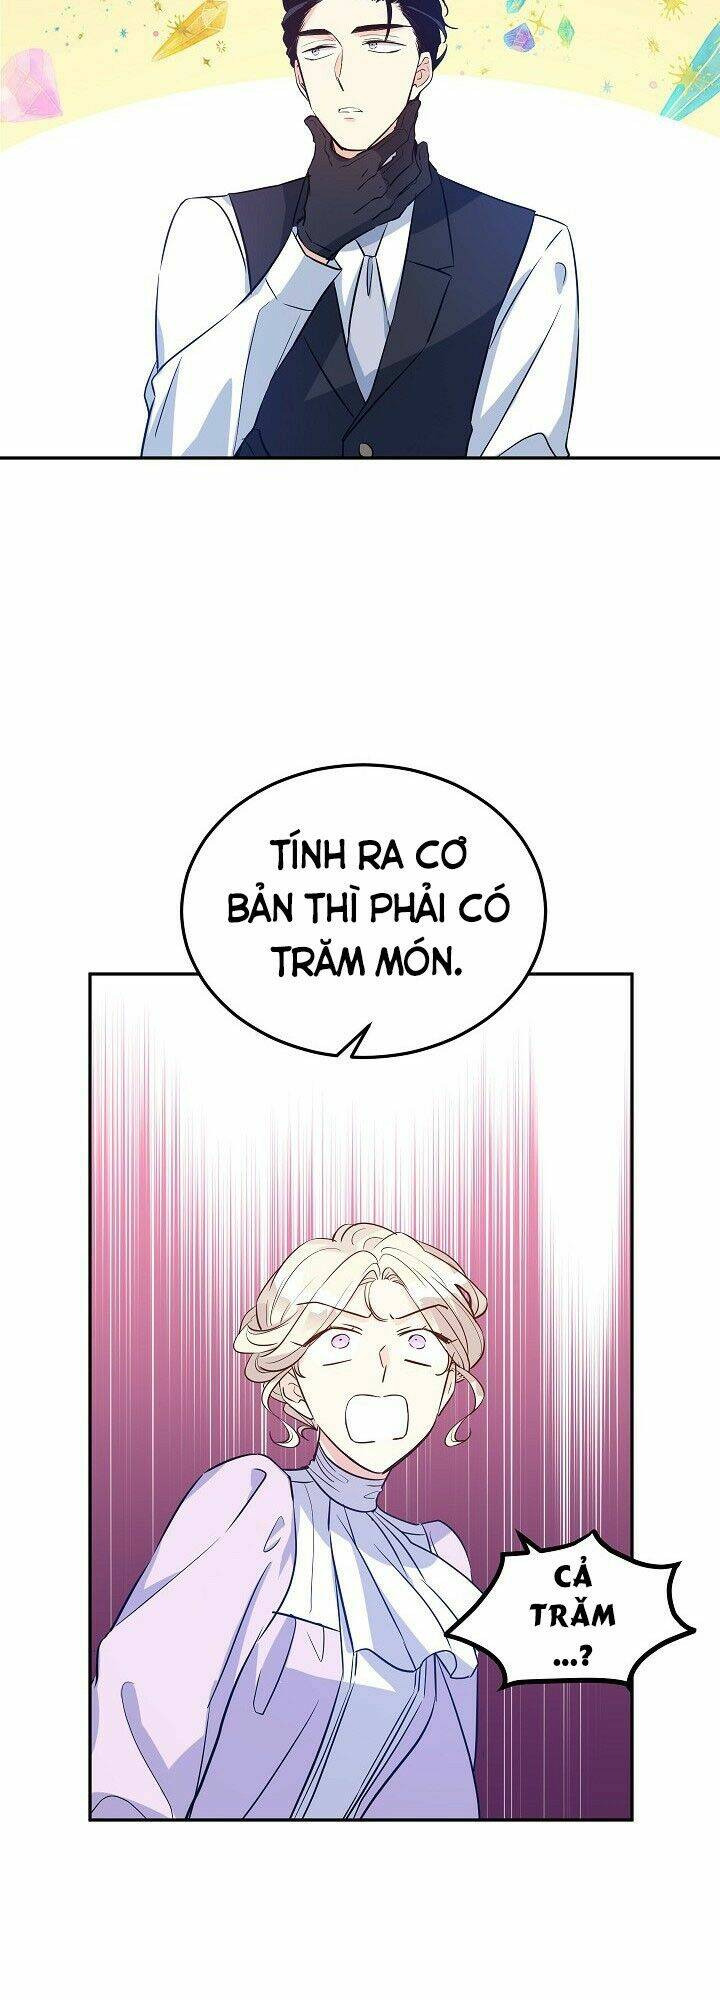 TÍNH RA CƠ
BẢN THÌ PHẢI CÓ
TRĂM MÓN.
CẢ
TRĂM
...?